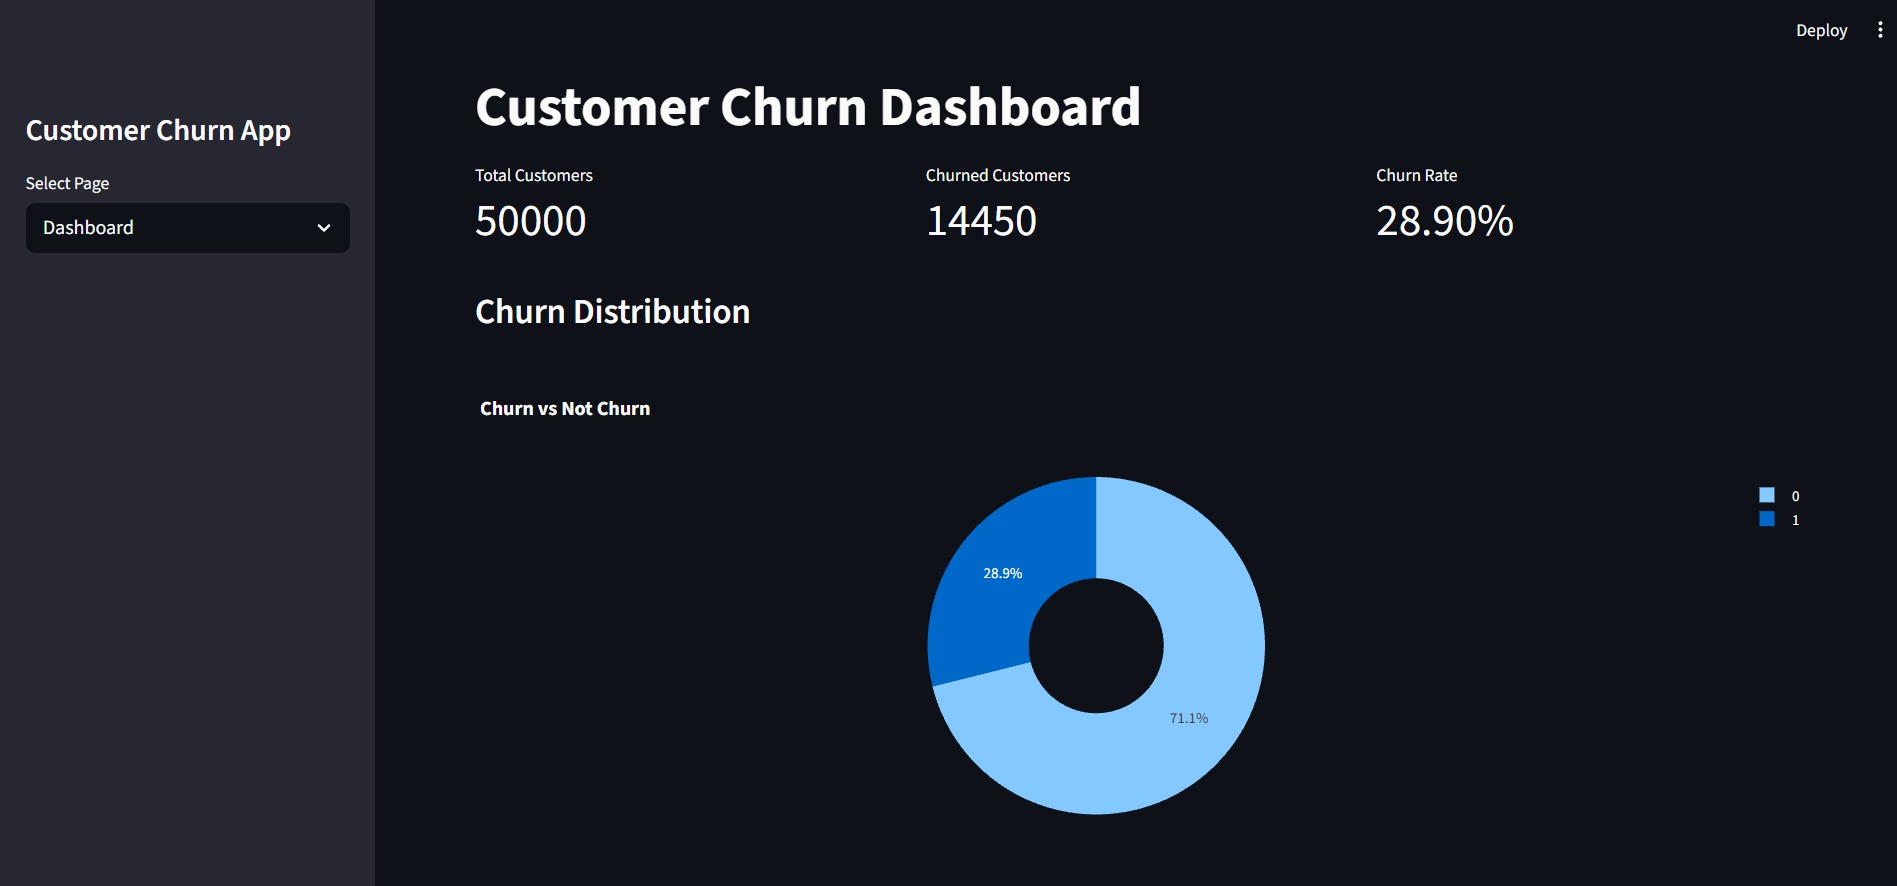 Deploy
Customer Churn App
Select Page
Dashboard
Customer Churn Dashboard
Total Customers
50000
Churned Customers
14450
Churn Rate
28.90%
Churn Distribution
Churn vs Not Churn
0
1
28.9%
71.1%